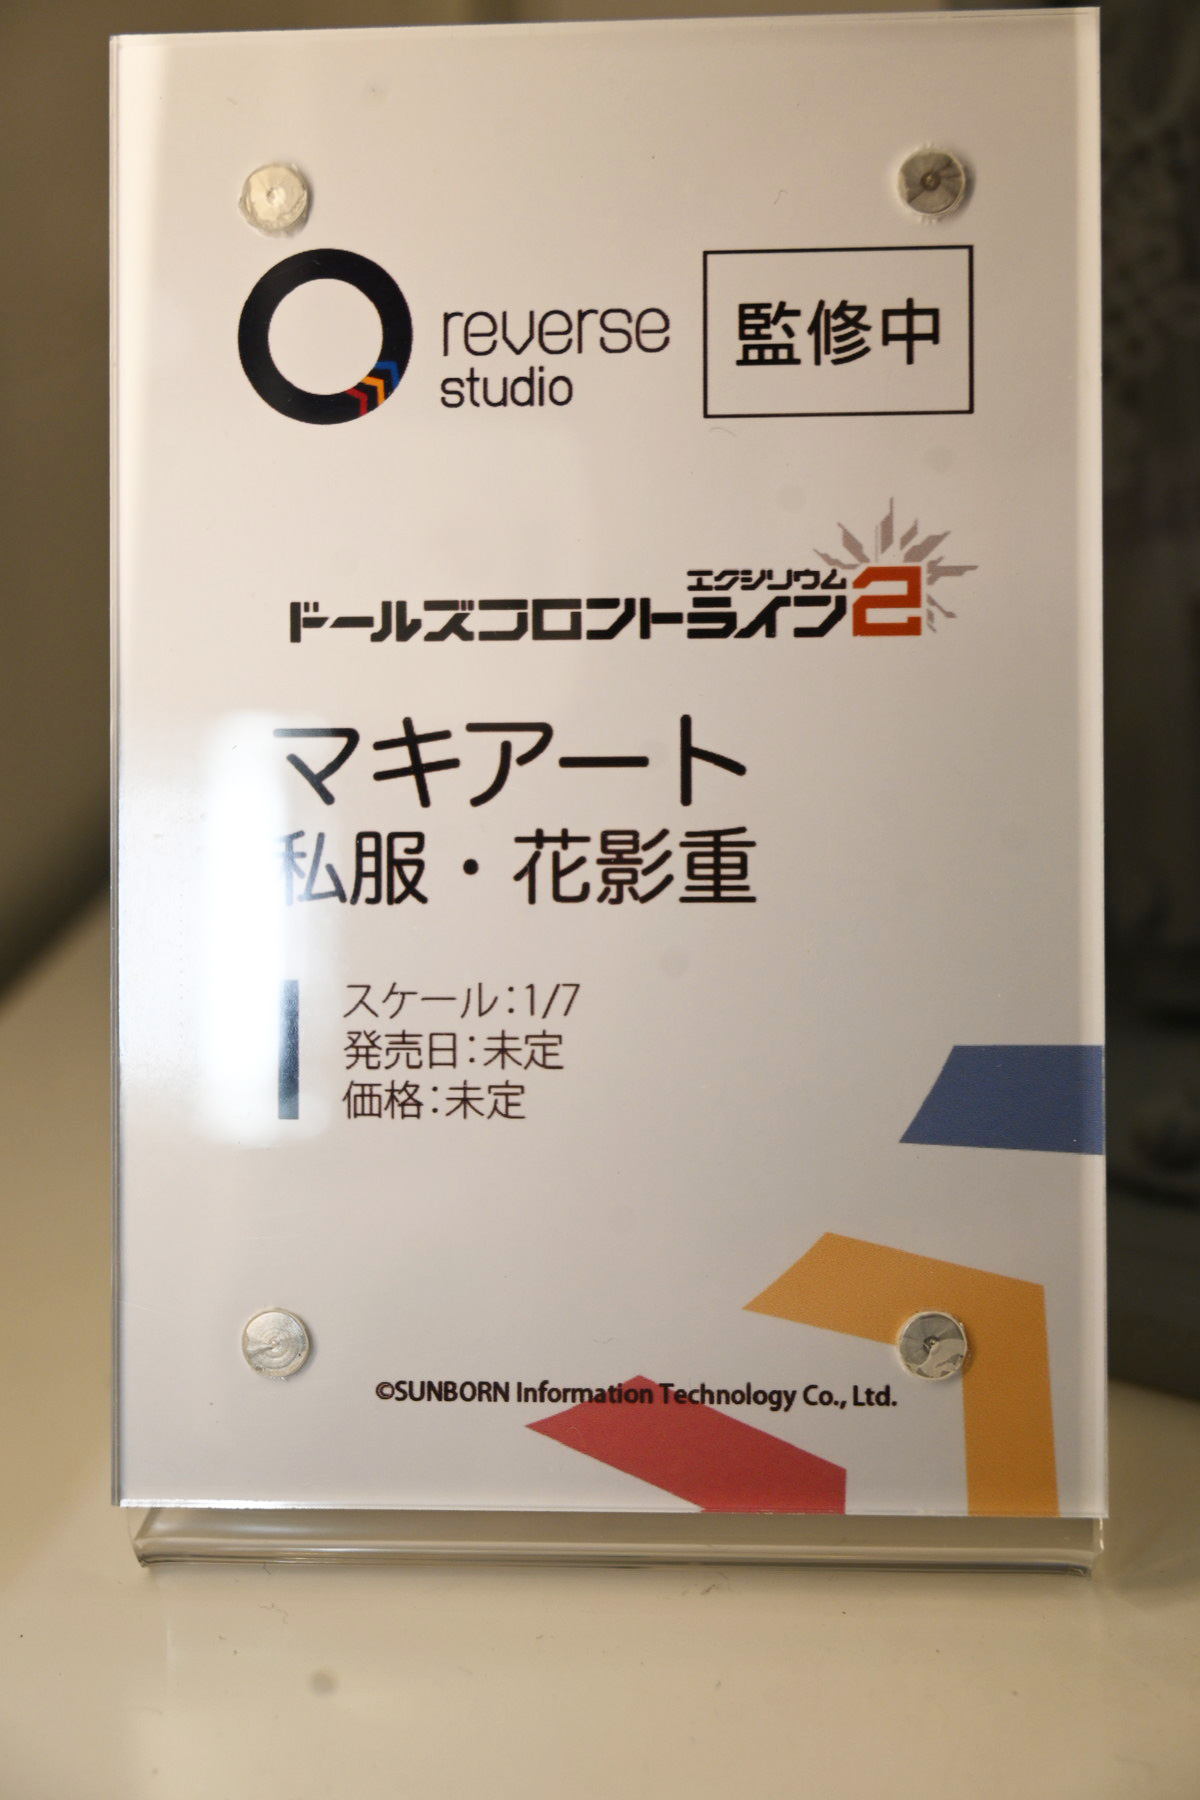 reverse
studio
監修中
エクシリウム
ドールズフロントライン2
マキアート
私服・花影重
スケール:1/7
発売日:未定
価格:未定
©SUNBORN Information Technology Co., Ltd.